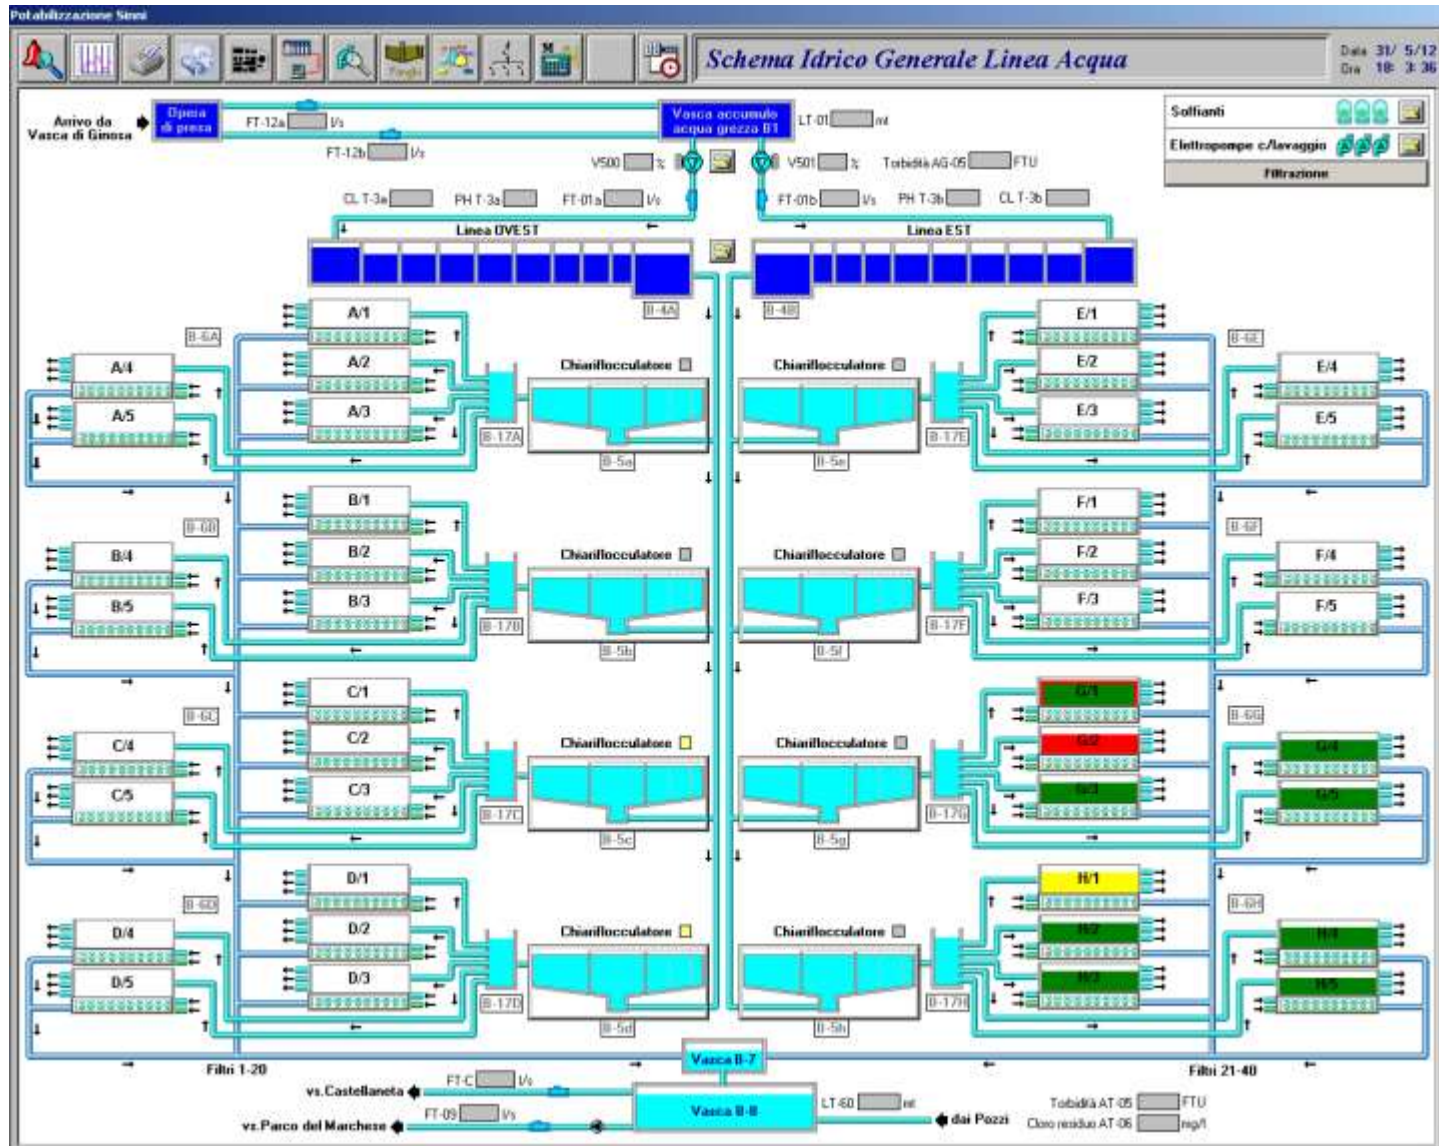 Potabilizzazione Sinni
Schema Idrico Generale Linea Acqua
Data 31/ 5/12
Ora 18: 3: 36
Arrivo da
Vasca di Ginosa
Opera
di presa
FT-12a l/s
FT-12b l/s
Vasca accumulo
acqua grezza B1
LT-01 mt
Soffianti
Elettropompe c/lavaggio
Filtrazione
V500 %
V501 %
Torbidità AG-05 FTU
CL T-3a
PH T-3a
FT-01a l/s
FT-01b l/s
PH T-3b
CL T-3b
Linea OVEST
Linea EST
B-4A
B-4B
A/1
E/1
B-6A
B-6E
A/4
A/2
Chiariflocculatore
Chiariflocculatore
E/2
E/4
A/5
A/3
E/3
E/5
B-17A
B-5a
B-5e
B-17E
B/1
F/1
B-6B
B-6F
B/4
B/2
Chiariflocculatore
Chiariflocculatore
F/2
F/4
B/5
B/3
F/3
F/5
B-17B
B-5b
B-5f
B-17F
C/1
G/1
B-6C
B-6G
C/4
C/2
Chiariflocculatore
Chiariflocculatore
G/2
G/4
C/5
C/3
G/3
G/5
B-17C
B-5c
B-5g
B-17G
D/1
H/1
B-6D
B-6H
D/4
D/2
Chiariflocculatore
Chiariflocculatore
H/2
H/4
D/5
D/3
H/3
H/5
B-17D
B-5d
B-5h
B-17H
Filtri 1-20
Vasca B-7
Filtri 21-40
vs.Castellaneta
FT-C l/s
vs.Parco del Marchese
FT-09 l/s
Vasca B-8
LT-60 mt
dai Pozzi
Torbidità AT-05 FTU
Cloro residuo AT-06 mg/l